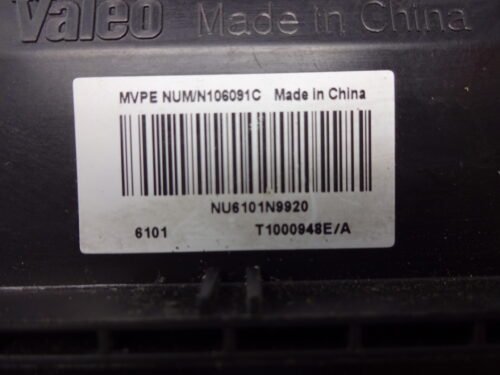 Valeo Made in China
MVPE NUM/N106091C Made in China
NU6101N9920
6101 T1000948E/A